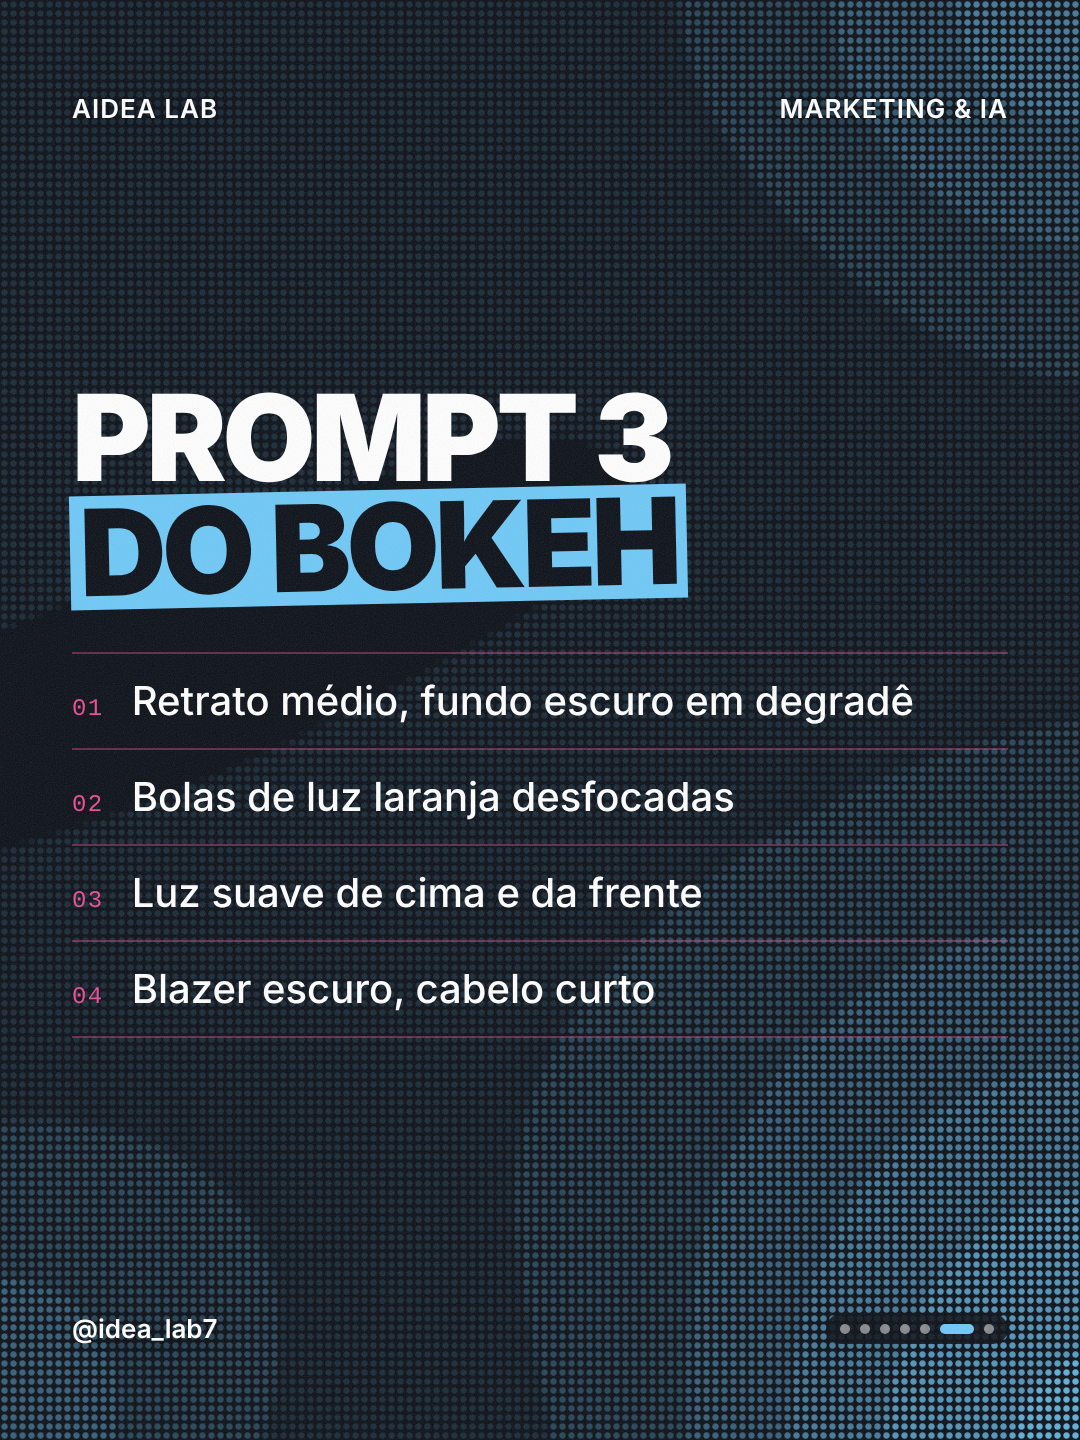 AIDEA LAB
MARKETING & IA
PROMPT 3
DO BOKEH
01 Retrato médio, fundo escuro em degradê
02 Bolas de luz laranja desfocadas
03 Luz suave de cima e da frente
04 Blazer escuro, cabelo curto
@idea_lab7